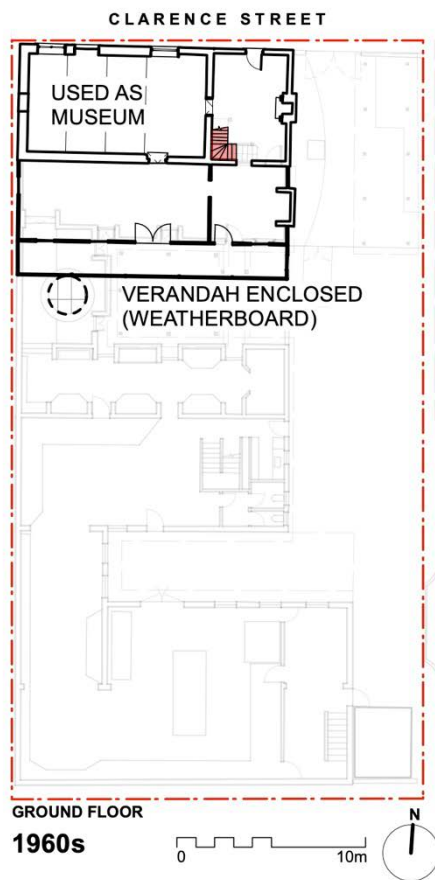 CLARENCE STREET
USED AS
MUSEUM
VERANDAH ENCLOSED
(WEATHERBOARD)
GROUND FLOOR
1960s
0 10m
N